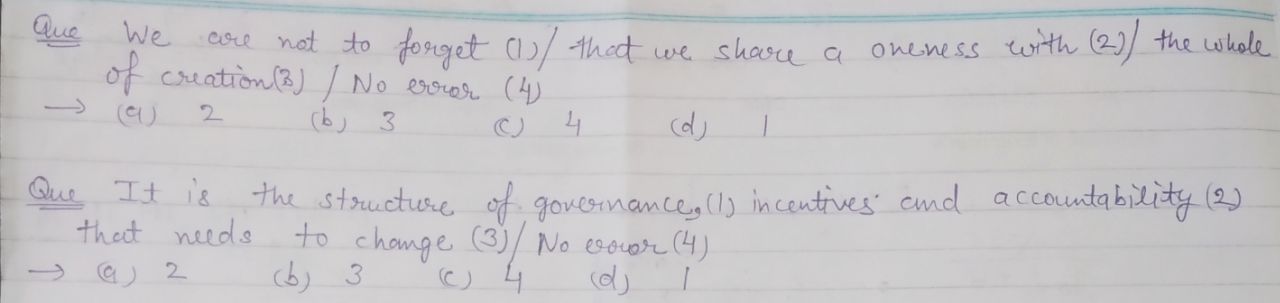 Que We are not to forget (1)/ that we share a oneness with (2)/ the whole
of creation(3) / No error (4)
→ (a) 2 (b) 3 (c) 4 (d) 1
Que It is the structure of governance, (1) incentives and accountability (2)
that needs to change (3)/ No error (4)
→ (a) 2 (b) 3 (c) 4 (d) 1